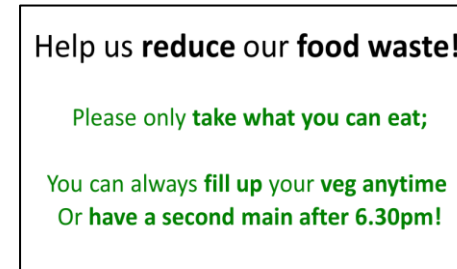 Help us reduce our food waste!
Please only take what you can eat;
You can always fill up your veg anytime
Or have a second main after 6.30pm!